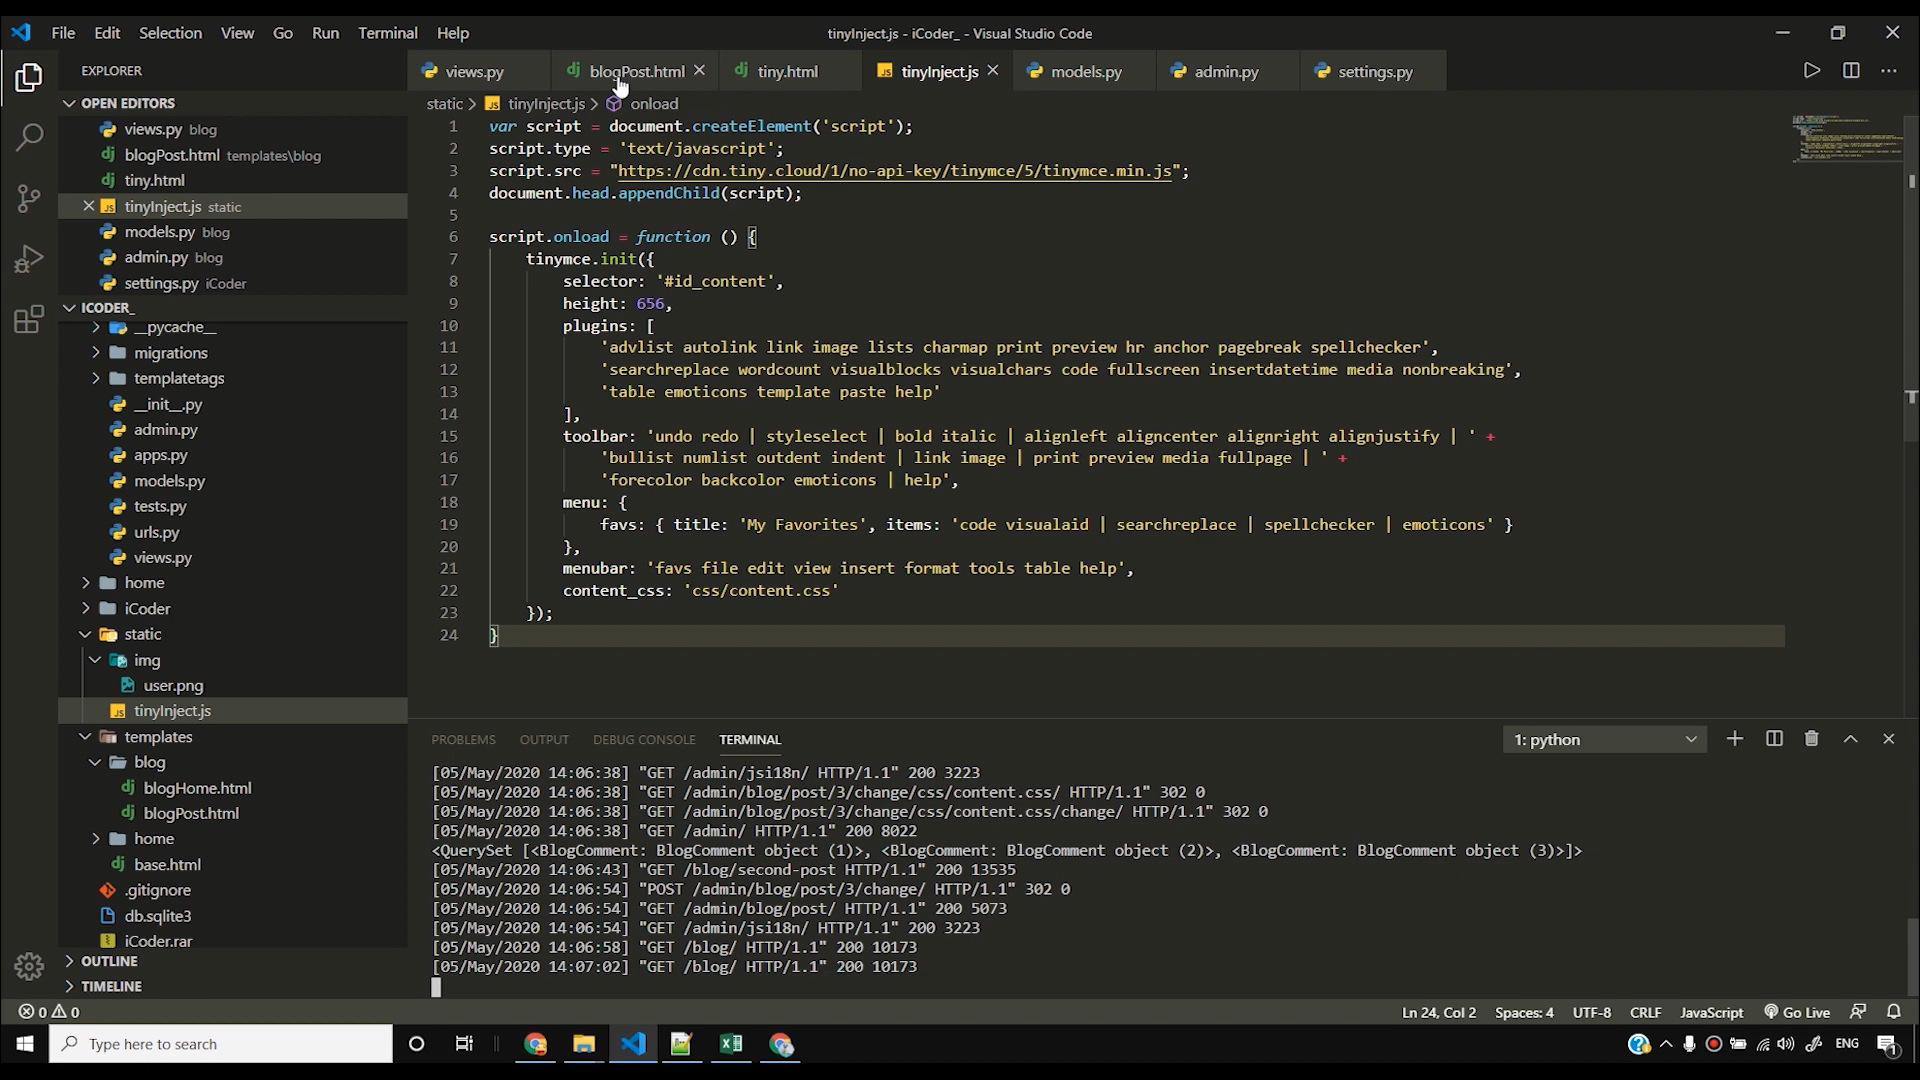 File Edit Selection View Go Run Terminal Help
tinyInject.js - iCoder_ - Visual Studio Code
EXPLORER
OPEN EDITORS
views.py blog
blogPost.html templates\blog
tiny.html
tinyInject.js static
models.py blog
admin.py blog
settings.py iCoder
ICODER_
__pycache__
migrations
templatetags
__init__.py
admin.py
apps.py
models.py
tests.py
urls.py
views.py
home
iCoder
static
img
user.png
tinyInject.js
templates
blog
blogHome.html
blogPost.html
home
base.html
.gitignore
db.sqlite3
iCoder.rar
OUTLINE
TIMELINE
views.py blogPost.html tiny.html tinyInject.js models.py admin.py settings.py
static > tinyInject.js > onload
1 var script = document.createElement('script');
2 script.type = 'text/javascript';
3 script.src = "https://cdn.tiny.cloud/1/no-api-key/tinymce/5/tinymce.min.js";
4 document.head.appendChild(script);
5
6 script.onload = function () {
7 tinymce.init({
8 selector: '#id_content',
9 height: 656,
10 plugins: [
11 'advlist autolink link image lists charmap print preview hr anchor pagebreak spellchecker',
12 'searchreplace wordcount visualblocks visualchars code fullscreen insertdatetime media nonbreaking',
13 'table emoticons template paste help'
14 ],
15 toolbar: 'undo redo | styleselect | bold italic | alignleft aligncenter alignright alignjustify | ' +
16 'bullist numlist outdent indent | link image | print preview media fullpage | ' +
17 'forecolor backcolor emoticons | help',
18 menu: {
19 favs: { title: 'My Favorites', items: 'code visualaid | searchreplace | spellchecker | emoticons' }
20 },
21 menubar: 'favs file edit view insert format tools table help',
22 content_css: 'css/content.css'
23 });
24 }
PROBLEMS OUTPUT DEBUG CONSOLE TERMINAL
1: python
[05/May/2020 14:06:38] "GET /admin/jsi18n/ HTTP/1.1" 200 3223
[05/May/2020 14:06:38] "GET /admin/blog/post/3/change/css/content.css/ HTTP/1.1" 302 0
[05/May/2020 14:06:38] "GET /admin/blog/post/3/change/css/content.css/change/ HTTP/1.1" 302 0
[05/May/2020 14:06:38] "GET /admin/ HTTP/1.1" 200 8022
<QuerySet [<BlogComment: BlogComment object (1)>, <BlogComment: BlogComment object (2)>, <BlogComment: BlogComment object (3)>]>
[05/May/2020 14:06:43] "GET /blog/second-post HTTP/1.1" 200 13535
[05/May/2020 14:06:54] "POST /admin/blog/post/3/change/ HTTP/1.1" 302 0
[05/May/2020 14:06:54] "GET /admin/blog/post/ HTTP/1.1" 200 5073
[05/May/2020 14:06:54] "GET /admin/jsi18n/ HTTP/1.1" 200 3223
[05/May/2020 14:06:58] "GET /blog/ HTTP/1.1" 200 10173
[05/May/2020 14:07:02] "GET /blog/ HTTP/1.1" 200 10173
0 0
Ln 24, Col 2 Spaces: 4 UTF-8 CRLF JavaScript Go Live
Type here to search
ENG
1